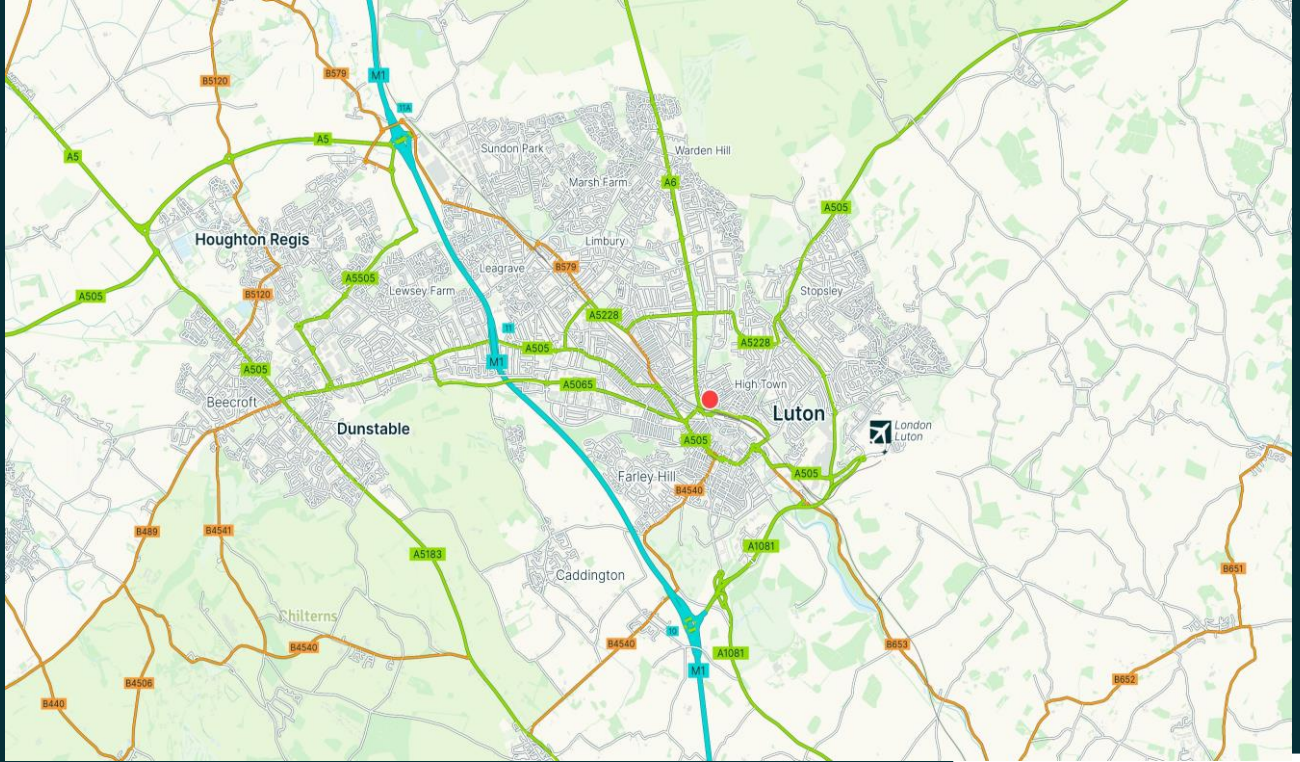 M1
B5120
B579
11A
A5
A5
Sundon Park
Warden Hill
Marsh Farm
A6
A505
Houghton Regis
Limbury
Leagrave
B579
A5505
Lewsey Farm
Stopsley
A505
B5120
A5228
11
A5228
A505
M1
A505
A5065
High Town
Beecroft
Luton
Dunstable
London
Luton
A505
A505
Farley Hill
B4540
B489
B4541
A5183
A1081
Caddington
B651
Chilterns
10
B4540
B4540
B653
A1081
M1
B652
B4506
B440